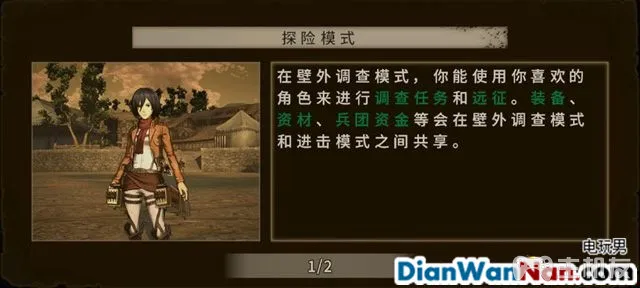 探险模式
在壁外调查模式，你能使用你喜欢的
角色来进行调查任务和远征。装备、
资材、兵团资金等会在壁外调查模式
和进击模式之间共享。
1/2
电玩男
DianWanNan.com